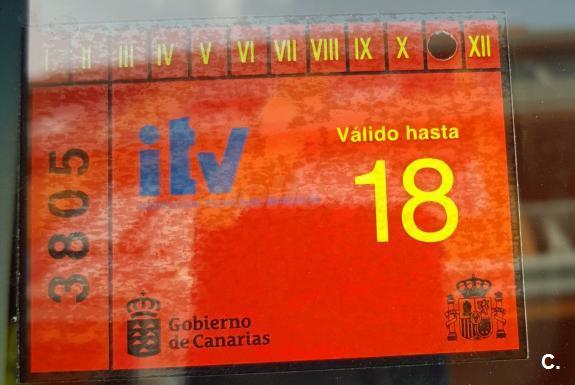 I II III IV V VI VII VIII IX X XII
3805
itv
Válido hasta
18
Gobierno
de Canarias
C.